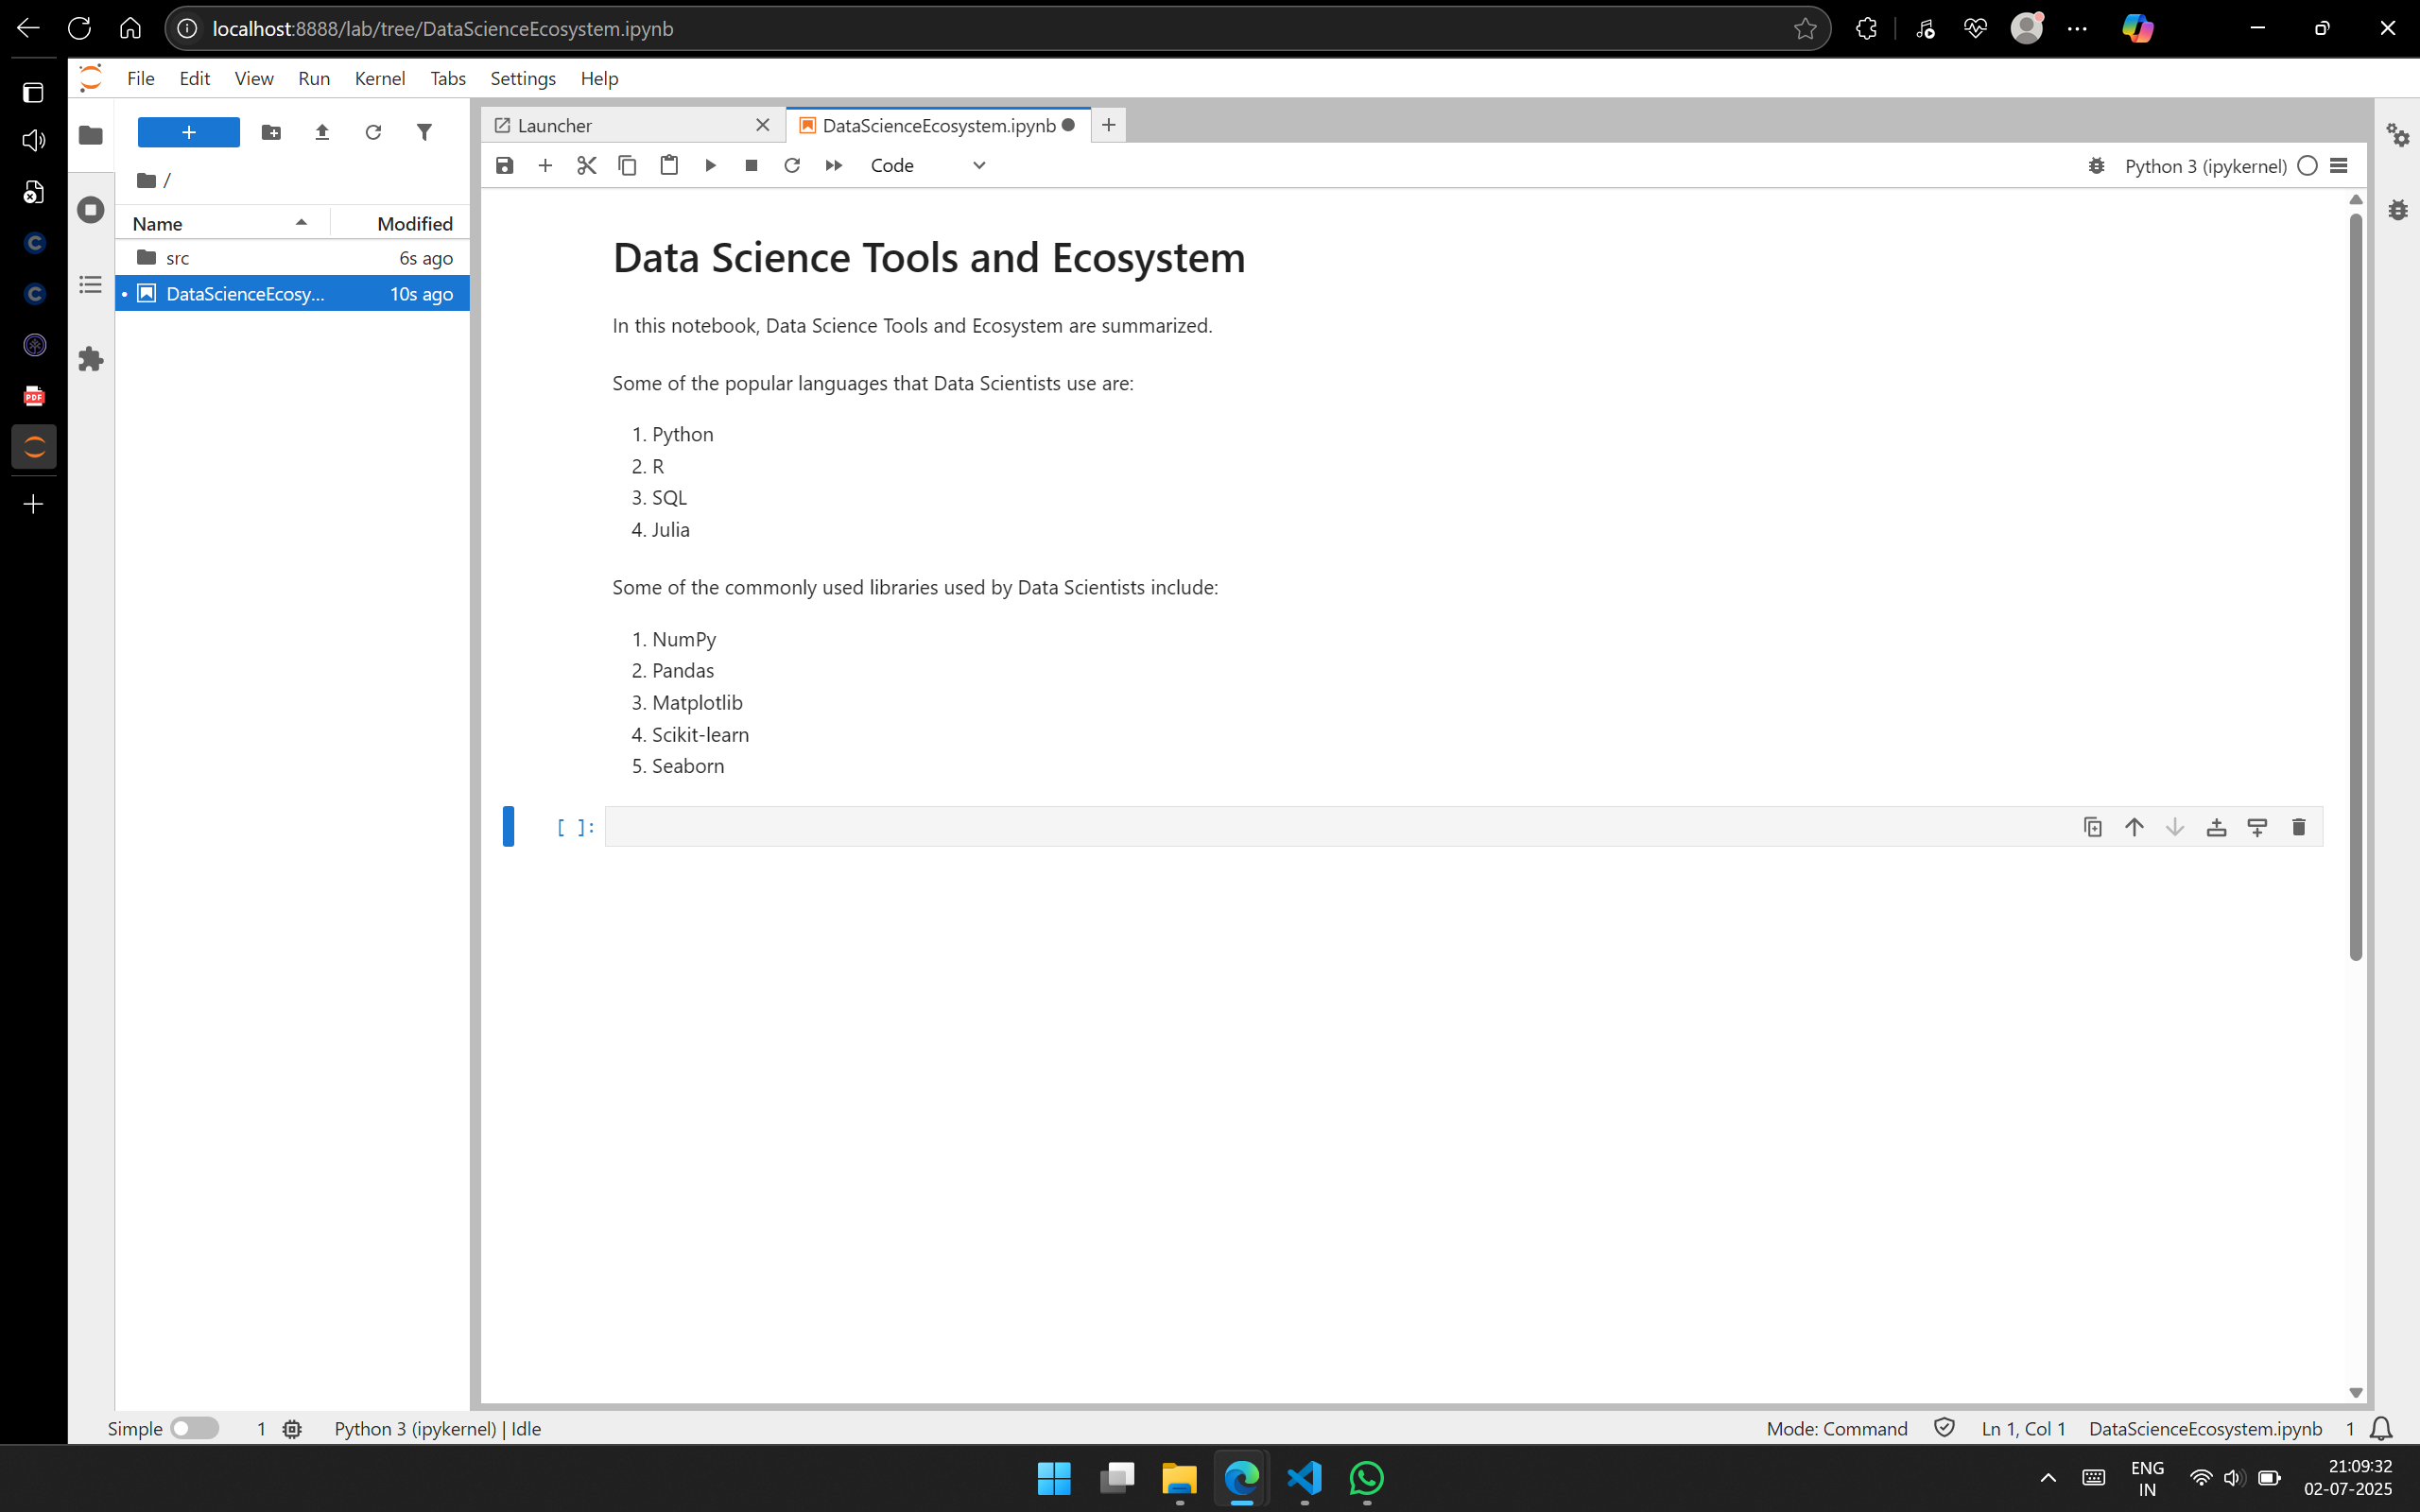 localhost:8888/lab/tree/DataScienceEcosystem.ipynb
File Edit View Run Kernel Tabs Settings Help
Launcher
DataScienceEcosystem.ipynb
Code
Python 3 (ipykernel)
/
Name Modified
src 6s ago
DataScienceEcosy... 10s ago
PDF
Data Science Tools and Ecosystem
In this notebook, Data Science Tools and Ecosystem are summarized.
Some of the popular languages that Data Scientists use are:
1. Python
2. R
3. SQL
4. Julia
Some of the commonly used libraries used by Data Scientists include:
1. NumPy
2. Pandas
3. Matplotlib
4. Scikit-learn
5. Seaborn
[ ]:
Simple 1 Python 3 (ipykernel) | Idle
Mode: Command Ln 1, Col 1 DataScienceEcosystem.ipynb 1
ENG
IN
21:09:32
02-07-2025